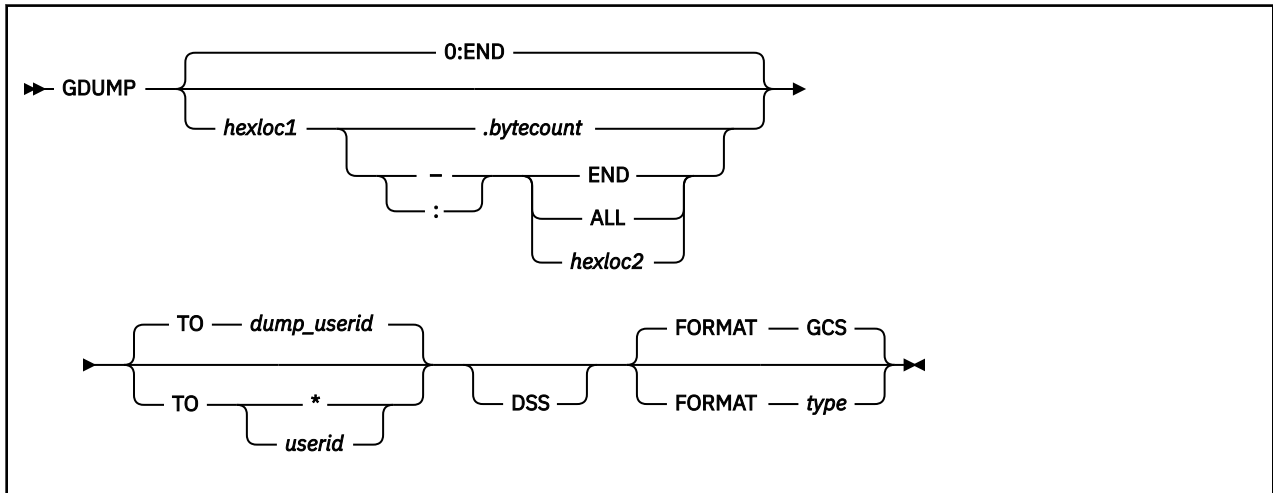 0:END
GDUMP
hexloc1 .bytecount
– END
: ALL
hexloc2
TO dump_userid FORMAT GCS
TO * DSS FORMAT type
userid